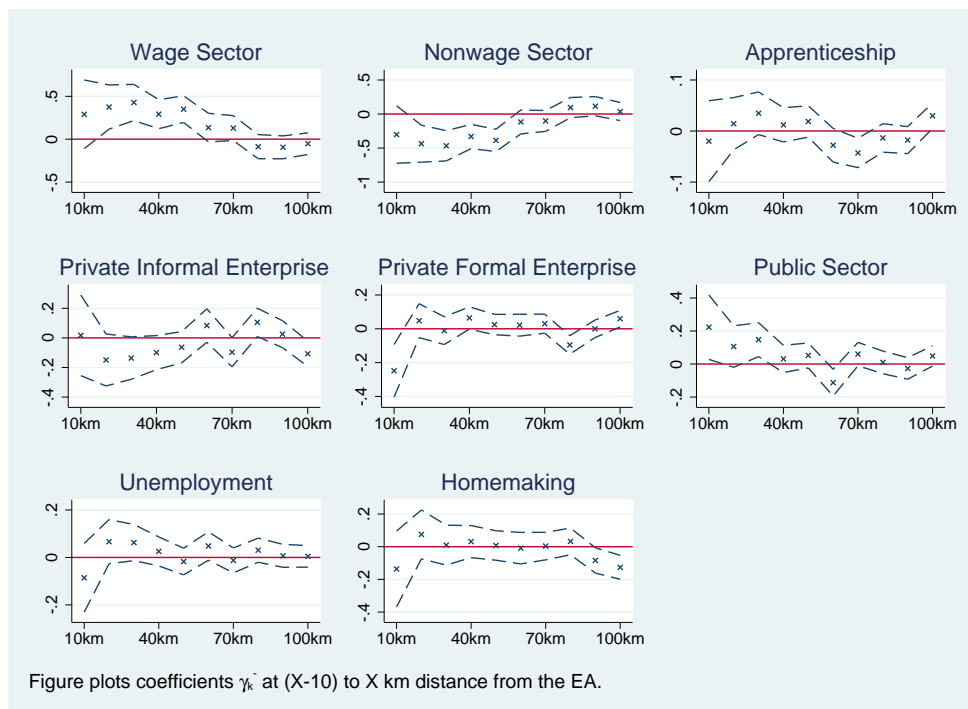 Wage Sector
-.5 0 .5
10km 40km 70km 100km
Nonwage Sector
-1 -.5 0 .5
10km 40km 70km 100km
Apprenticeship
-.1 0 .1
10km 40km 70km 100km
Private Informal Enterprise
-.4 -.2 0 .2
10km 40km 70km 100km
Private Formal Enterprise
-.4 -.2 0 .2
10km 40km 70km 100km
Public Sector
-.2 0 .2 .4
10km 40km 70km 100km
Unemployment
-.2 0 .2
10km 40km 70km 100km
Homemaking
-.4 -.2 0 .2
10km 40km 70km 100km
Figure plots coefficients γₖ⁻ at (X-10) to X km distance from the EA.